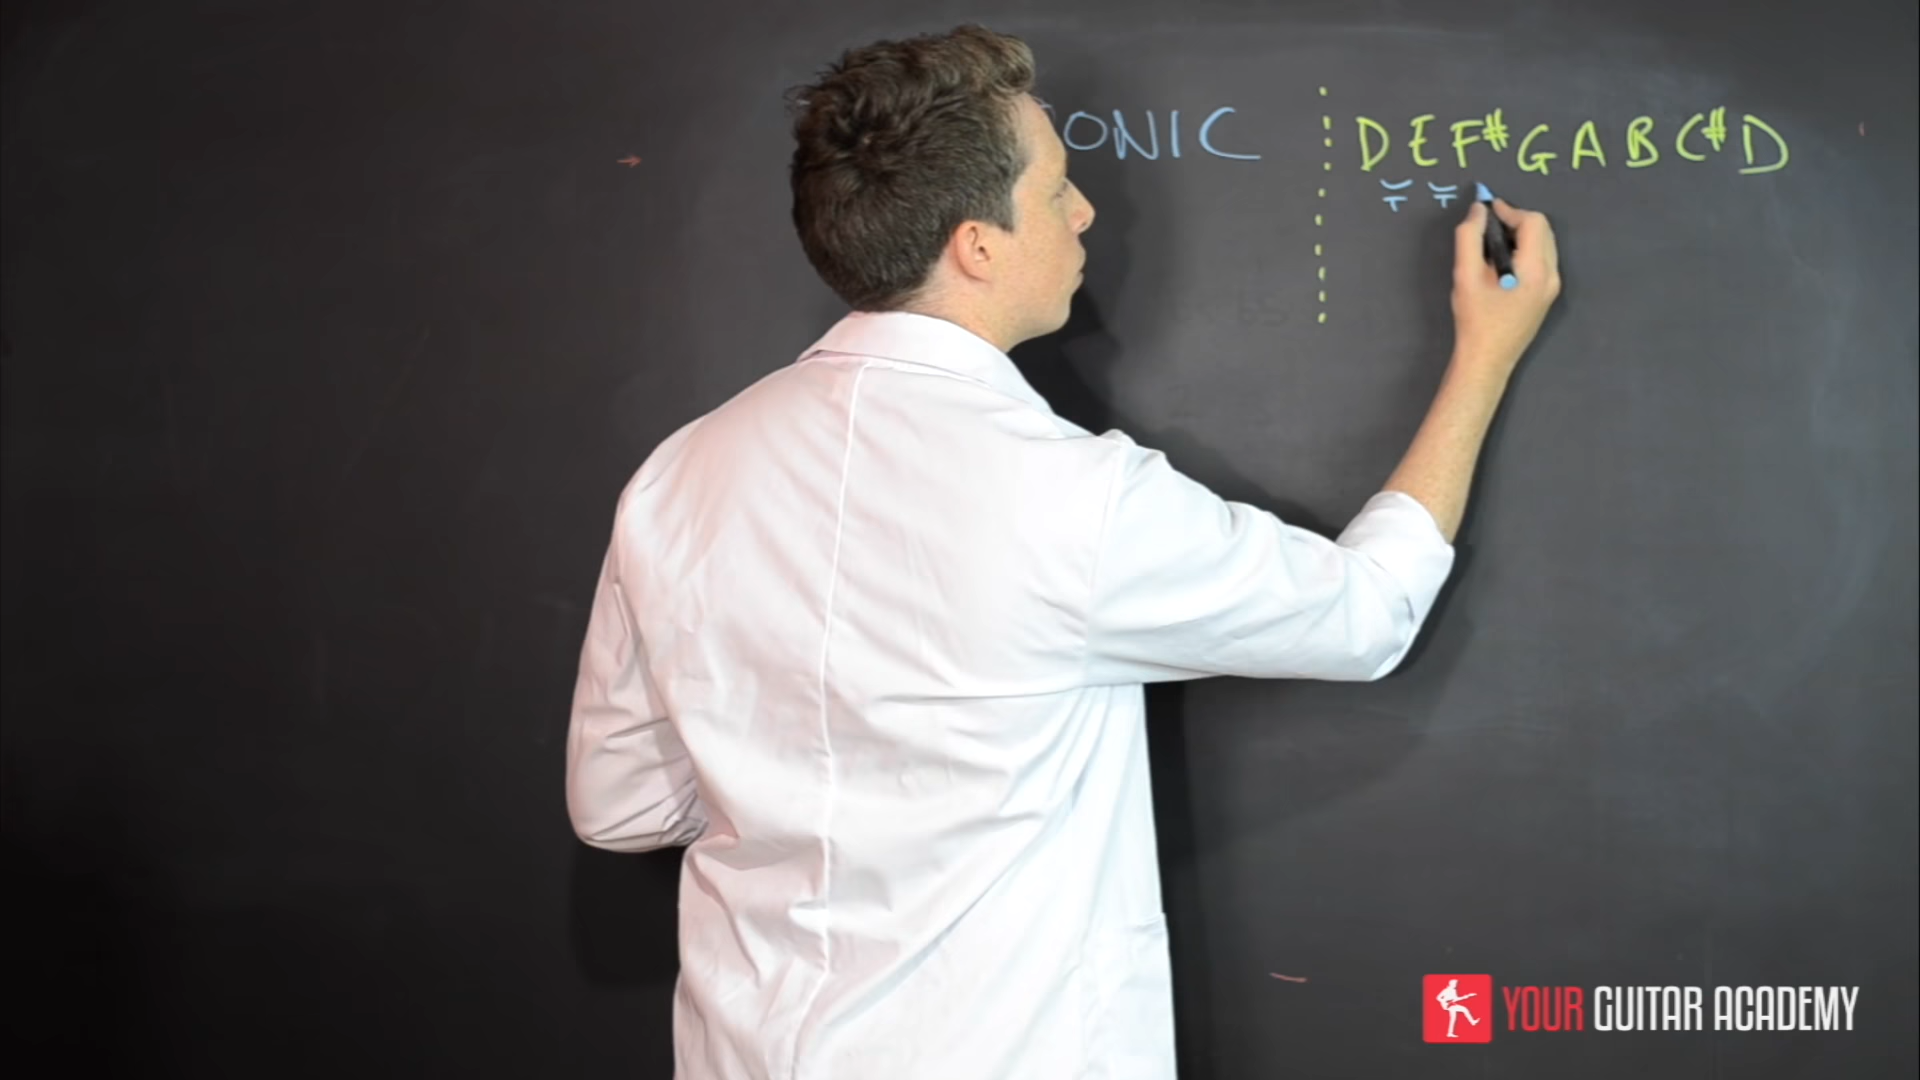 ONIC
D E F# G A B C# D
T T
YOUR GUITAR ACADEMY